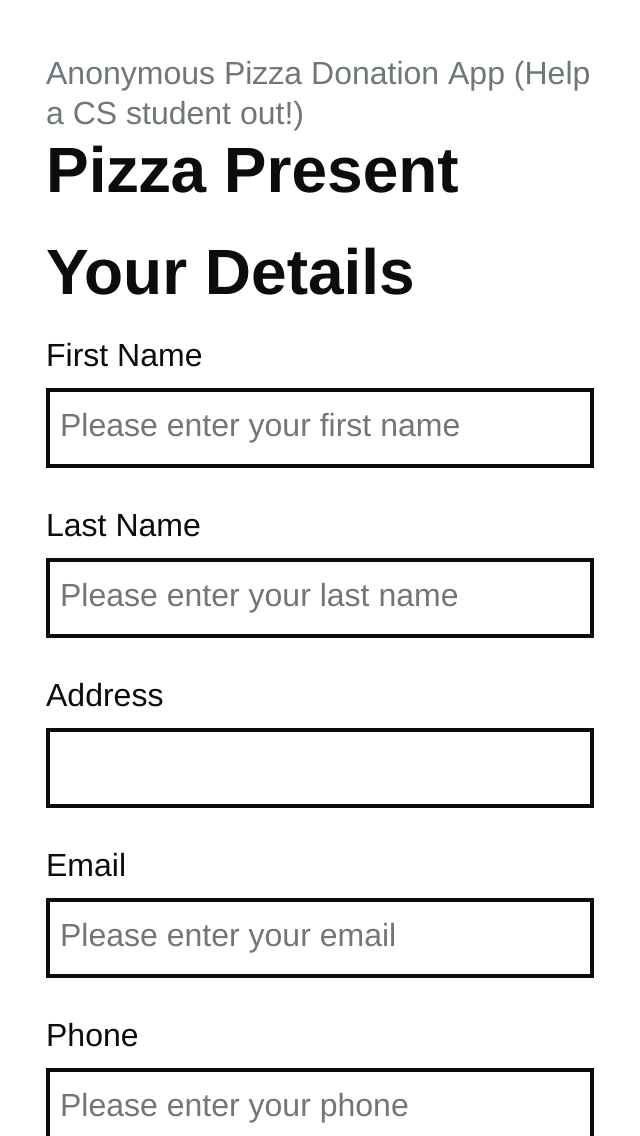 Anonymous Pizza Donation App (Help
a CS student out!)
Pizza Present
Your Details
First Name
Please enter your first name
Last Name
Please enter your last name
Address
Email
Please enter your email
Phone
Please enter your phone